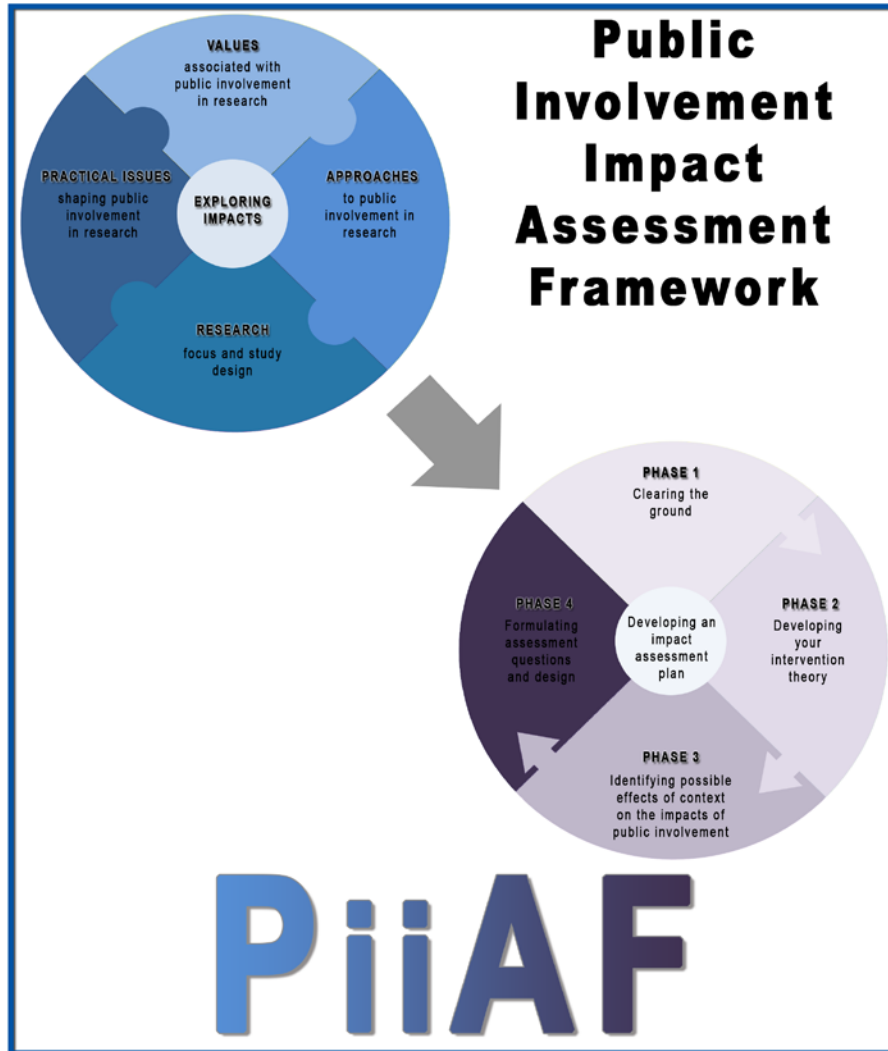 Public
Involvement
Impact
Assessment
Framework
VALUES
associated with
public involvement
in research
PRACTICAL ISSUES
shaping public
involvement
in research
EXPLORING
IMPACTS
APPROACHES
to public
involvement in
research
RESEARCH
focus and study
design
PHASE 1
Clearing the
ground
PHASE 4
Formulating
assessment
questions
and design
Developing an
impact
assessment
plan
PHASE 2
Developing
your
intervention
theory
PHASE 3
Identifying possible
effects of context
on the impacts of
public involvement
PiiAF